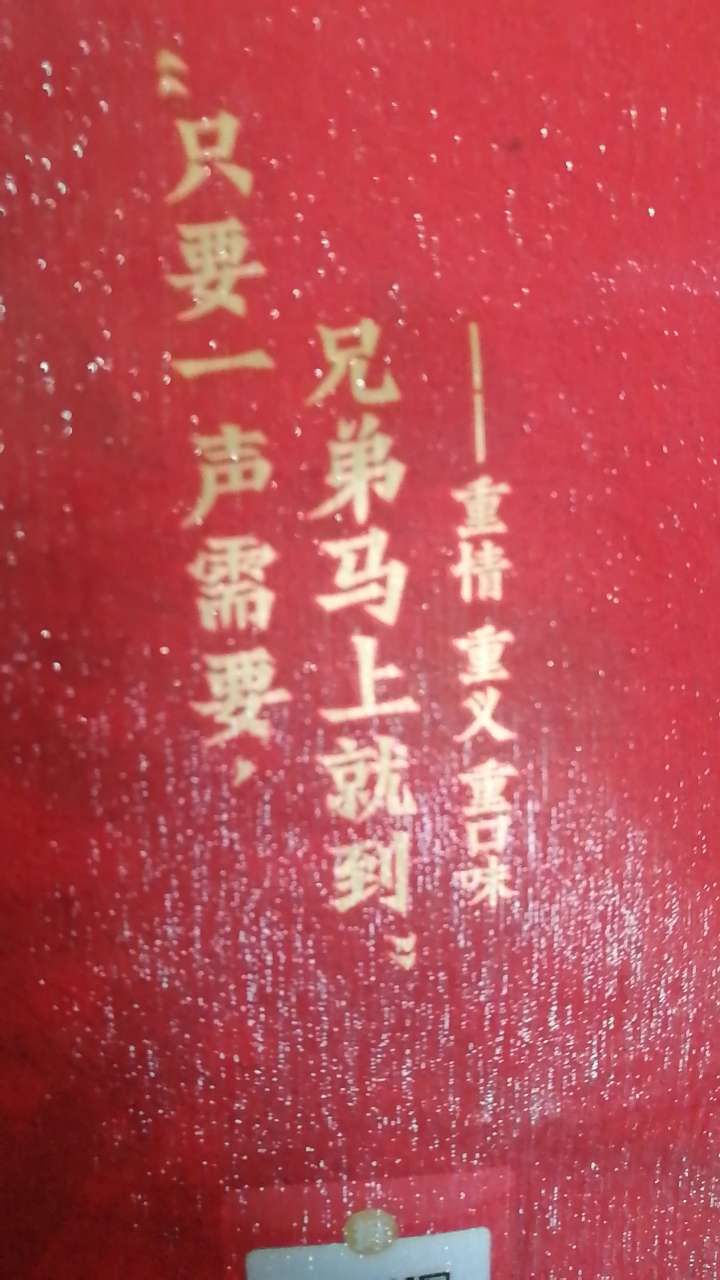 “只要一声需要，
兄弟马上就到”
——重情 重义 重口味